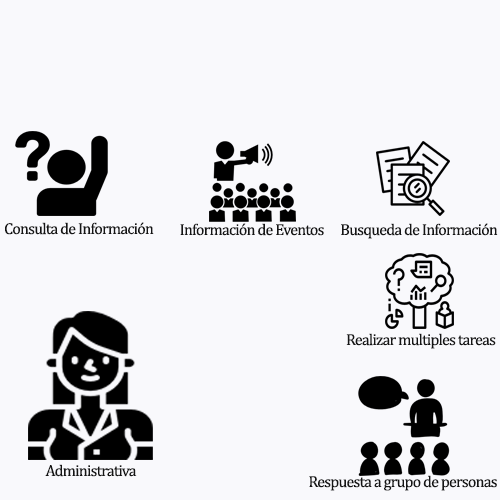 Consulta de Información
Información de Eventos
Busqueda de Información
Realizar multiples tareas
Administrativa
Respuesta a grupo de personas